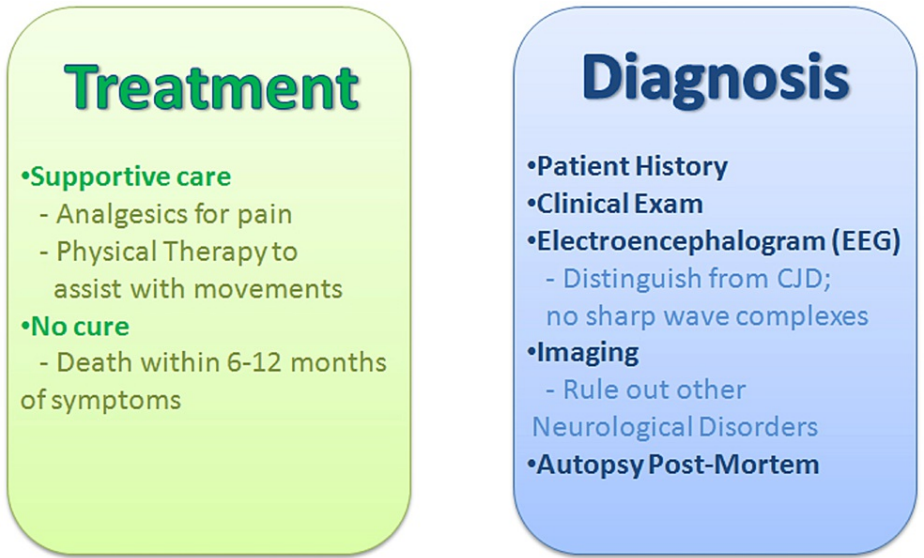 Treatment
•Supportive care
- Analgesics for pain
- Physical Therapy to
assist with movements
•No cure
- Death within 6-12 months
of symptoms
Diagnosis
•Patient History
•Clinical Exam
•Electroencephalogram (EEG)
- Distinguish from CJD;
no sharp wave complexes
•Imaging
- Rule out other
Neurological Disorders
•Autopsy Post-Mortem